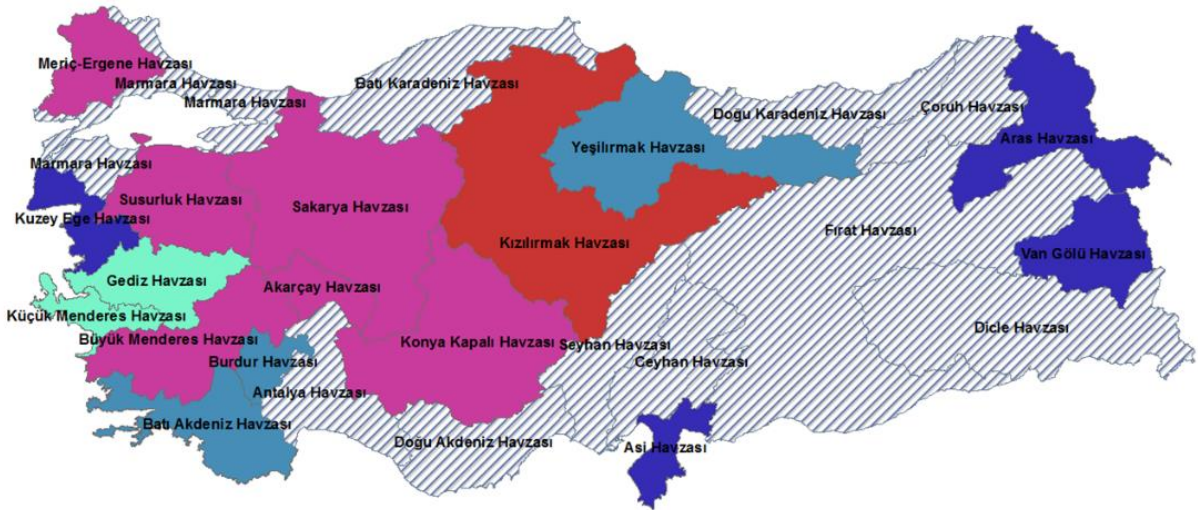 Meriç-Ergene Havzası
Marmara Havzası
Marmara Havzası
Batı Karadeniz Havzası
Doğu Karadeniz Havzası
Çoruh Havzası
Aras Havzası
Yeşilırmak Havzası
Marmara Havzası
Susurluk Havzası
Sakarya Havzası
Kuzey Ege Havzası
Kızılırmak Havzası
Fırat Havzası
Van Gölü Havzası
Gediz Havzası
Akarçay Havzası
Küçük Menderes Havzası
Büyük Menderes Havzası
Konya Kapalı Havzası
Seyhan Havzası
Dicle Havzası
Burdur Havzası
Ceyhan Havzası
Antalya Havzası
Batı Akdeniz Havzası
Doğu Akdeniz Havzası
Asi Havzası